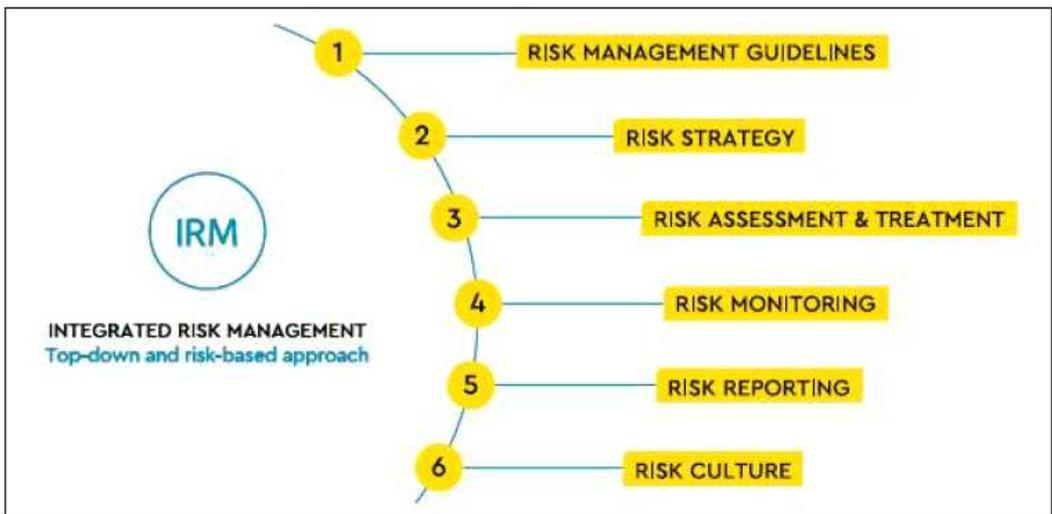 1
RISK MANAGEMENT GUIDELINES
2
RISK STRATEGY
3
RISK ASSESSMENT & TREATMENT
IRM
4
RISK MONITORING
INTEGRATED RISK MANAGEMENT
Top-down and risk-based approach
5
RISK REPORTING
6
RISK CULTURE